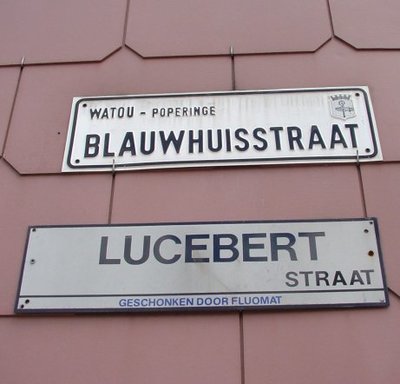 WATOU - POPERINGE
BLAUWHUISSTRAAT
LUCEBERT
STRAAT
GESCHONKEN DOOR FLUOMAT